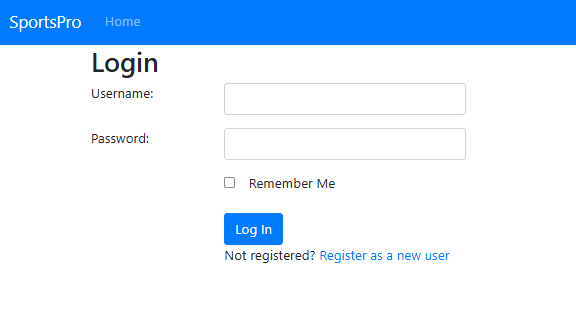 SportsPro Home
Login
Username:
Password:
Remember Me
Log In
Not registered? Register as a new user